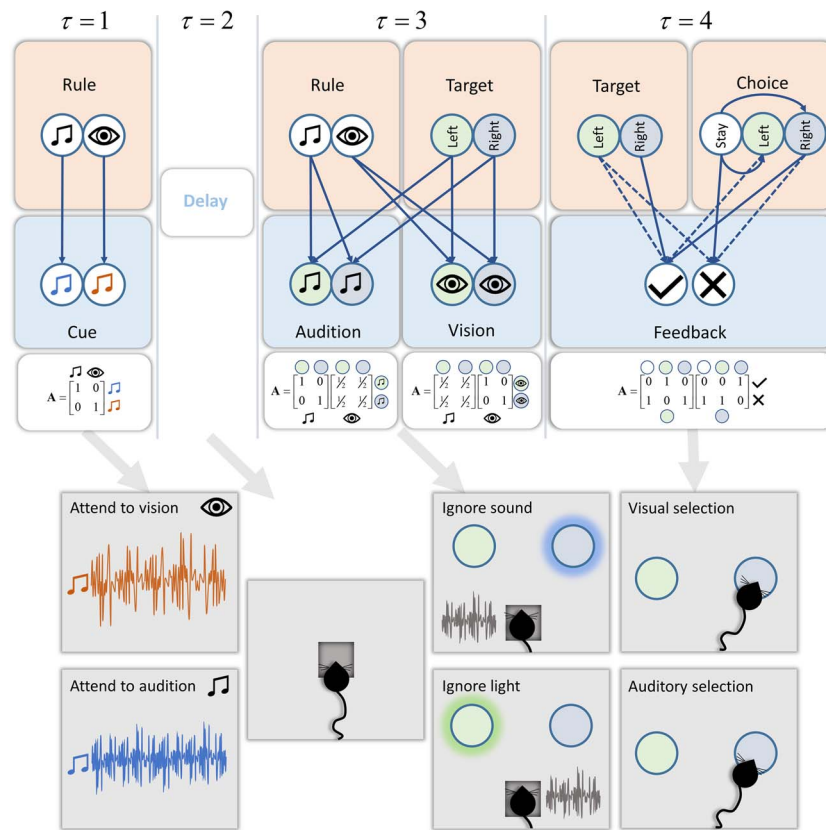 τ = 1
τ = 2
τ = 3
τ = 4
Rule
Rule
Target
Target
Choice
Left
Right
Left
Right
Stay
Left
Right
Delay
Cue
Audition
Vision
Feedback
A = [1 0
0 1]
A = [1 0
0 1] [½ ½
½ ½]
A = [½ ½
½ ½] [1 0
0 1]
A = [0 1 0
1 0 1] [0 0 1
1 1 0]
Attend to vision
Ignore sound
Visual selection
Attend to audition
Ignore light
Auditory selection